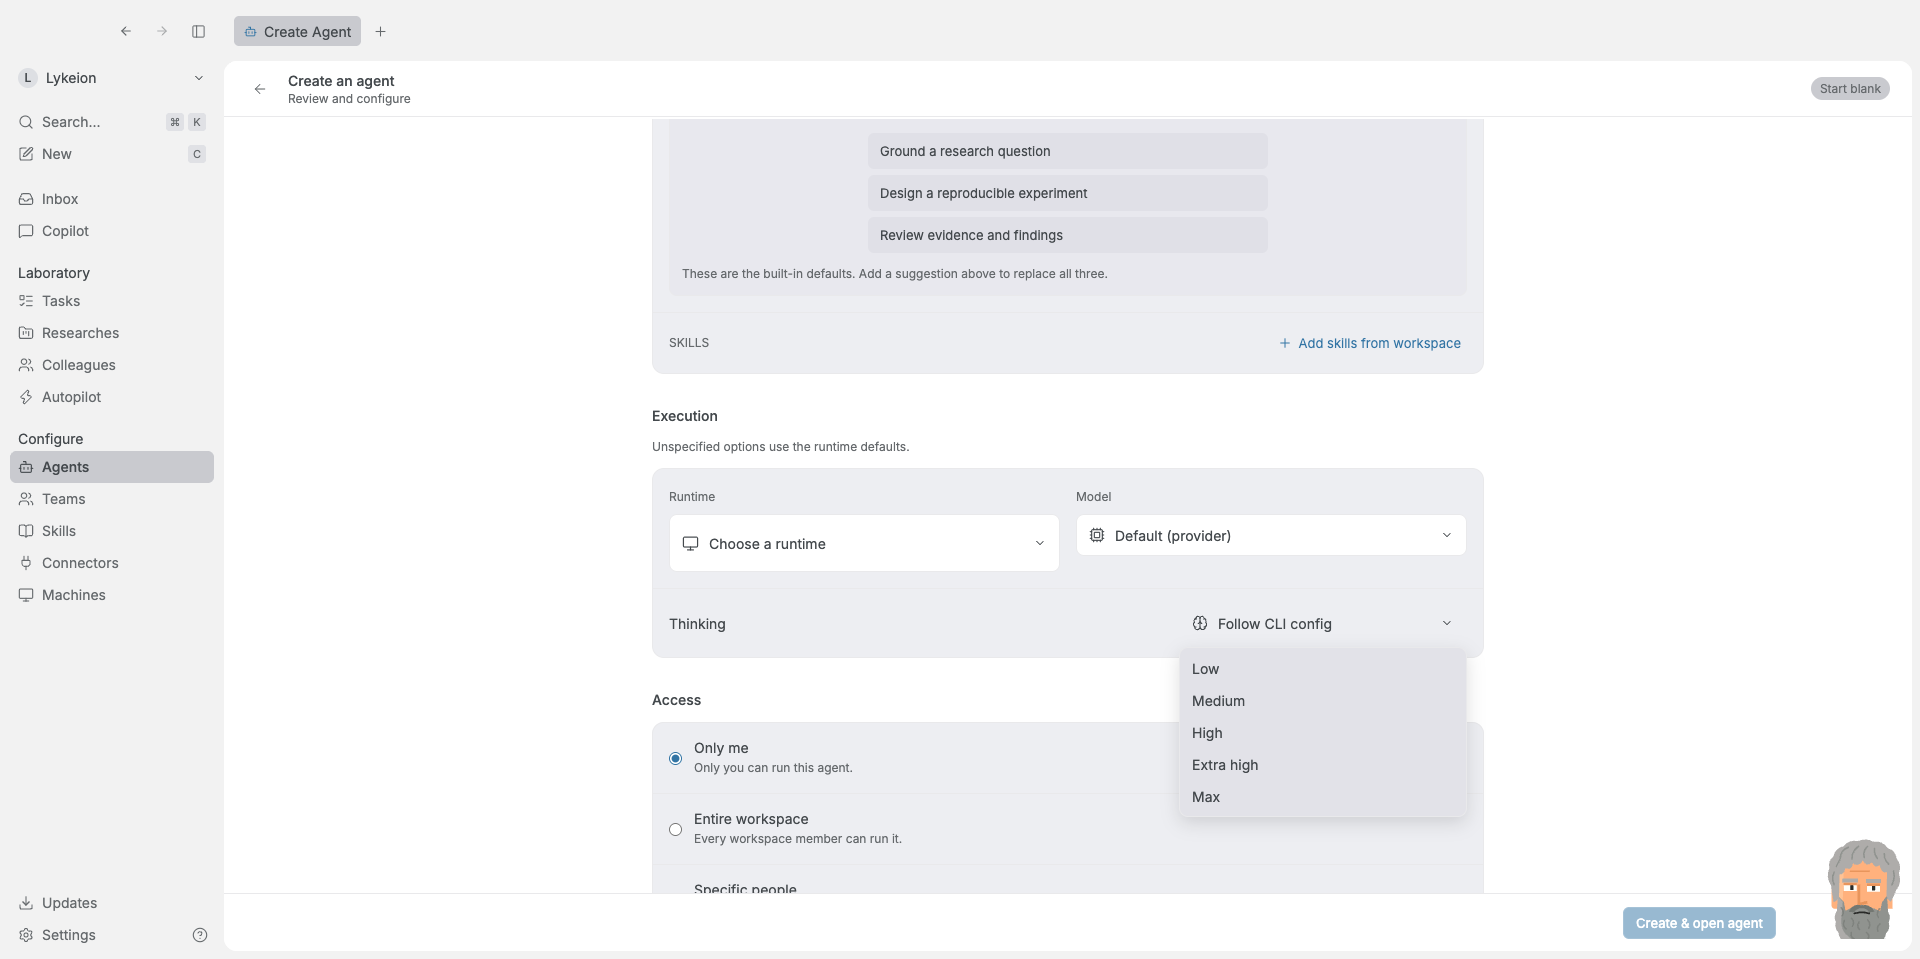 Create Agent
L Lykeion
Search... ⌘ K
New C
Inbox
Copilot
Laboratory
Tasks
Researches
Colleagues
Autopilot
Configure
Agents
Teams
Skills
Connectors
Machines
Updates
Settings
Create an agent
Review and configure
Start blank
Ground a research question
Design a reproducible experiment
Review evidence and findings
These are the built-in defaults. Add a suggestion above to replace all three.
SKILLS
Add skills from workspace
Execution
Unspecified options use the runtime defaults.
Runtime
Model
Choose a runtime
Default (provider)
Thinking
Follow CLI config
Low
Medium
High
Extra high
Max
Access
Only me
Only you can run this agent.
Entire workspace
Every workspace member can run it.
Specific people
Create & open agent